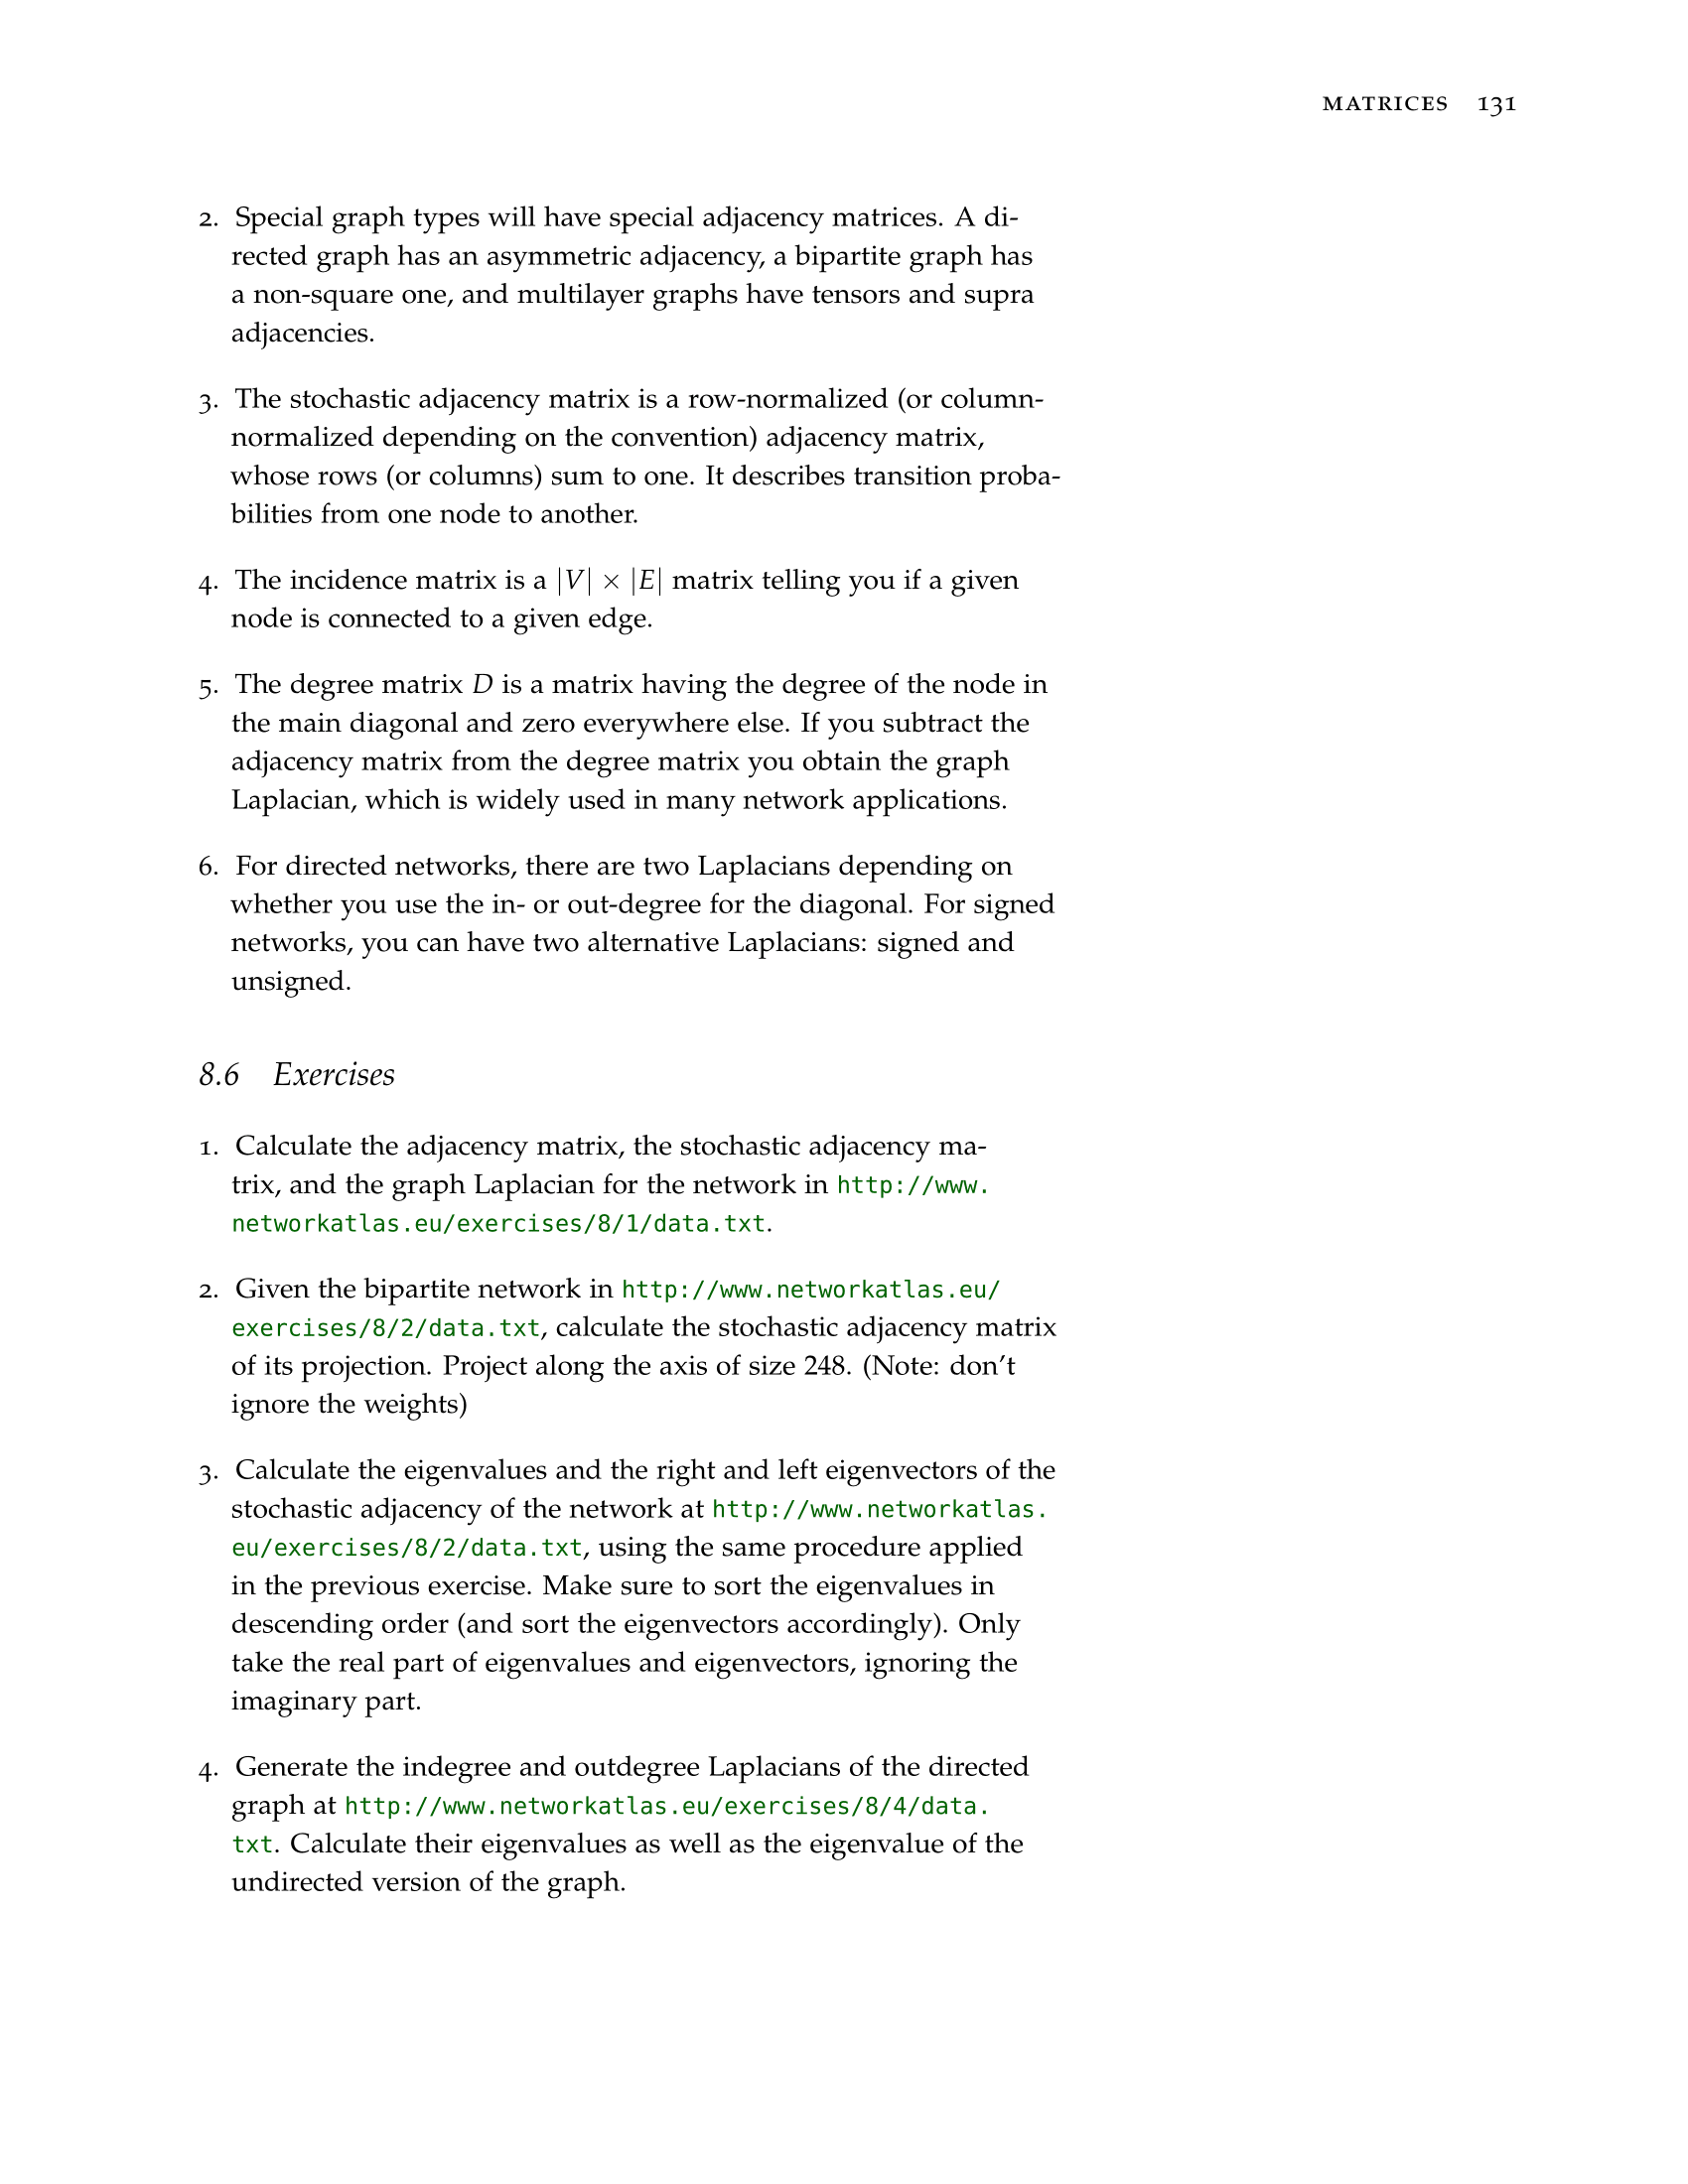 MATRICES 131
2. Special graph types will have special adjacency matrices. A di-
rected graph has an asymmetric adjacency, a bipartite graph has
a non-square one, and multilayer graphs have tensors and supra
adjacencies.
3. The stochastic adjacency matrix is a row-normalized (or column-
normalized depending on the convention) adjacency matrix,
whose rows (or columns) sum to one. It describes transition proba-
bilities from one node to another.
4. The incidence matrix is a |V| × |E| matrix telling you if a given
node is connected to a given edge.
5. The degree matrix D is a matrix having the degree of the node in
the main diagonal and zero everywhere else. If you subtract the
adjacency matrix from the degree matrix you obtain the graph
Laplacian, which is widely used in many network applications.
6. For directed networks, there are two Laplacians depending on
whether you use the in- or out-degree for the diagonal. For signed
networks, you can have two alternative Laplacians: signed and
unsigned.
8.6 Exercises
1. Calculate the adjacency matrix, the stochastic adjacency ma-
trix, and the graph Laplacian for the network in http://www.
networkatlas.eu/exercises/8/1/data.txt.
2. Given the bipartite network in http://www.networkatlas.eu/
exercises/8/2/data.txt, calculate the stochastic adjacency matrix
of its projection. Project along the axis of size 248. (Note: don’t
ignore the weights)
3. Calculate the eigenvalues and the right and left eigenvectors of the
stochastic adjacency of the network at http://www.networkatlas.
eu/exercises/8/2/data.txt, using the same procedure applied
in the previous exercise. Make sure to sort the eigenvalues in
descending order (and sort the eigenvectors accordingly). Only
take the real part of eigenvalues and eigenvectors, ignoring the
imaginary part.
4. Generate the indegree and outdegree Laplacians of the directed
graph at http://www.networkatlas.eu/exercises/8/4/data.
txt. Calculate their eigenvalues as well as the eigenvalue of the
undirected version of the graph.